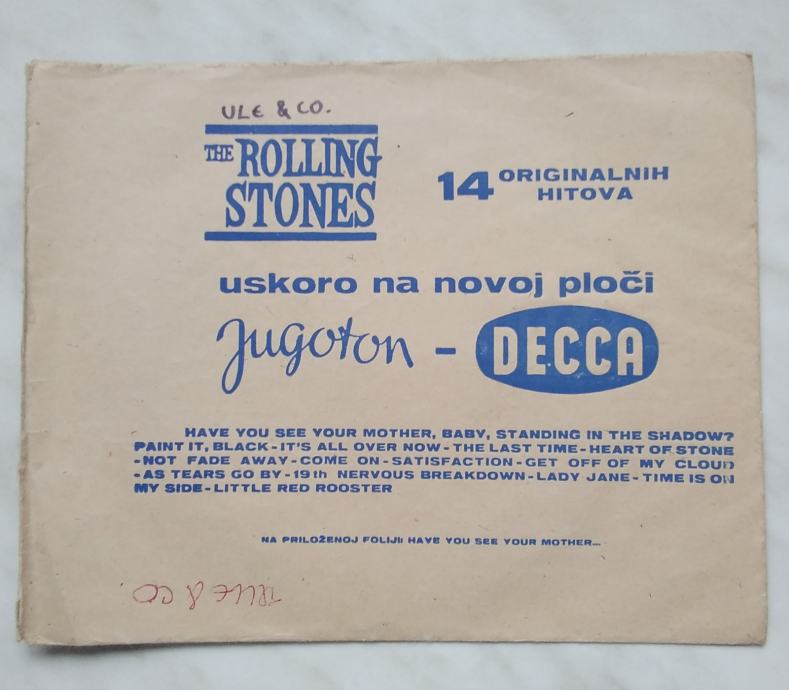 ULE & CO.
THE ROLLING
STONES
14 ORIGINALNIH
HITOVA
uskoro na novoj ploči
Jugoton - DECCA
HAVE YOU SEE YOUR MOTHER, BABY, STANDING IN THE SHADOW?
PAINT IT, BLACK-IT'S ALL OVER NOW-THE LAST TIME-HEART OF STONE
-NOT FADE AWAY-COME ON-SATISFACTION-GET OFF OF MY CLOUD
-AS TEARS GO BY-19th NERVOUS BREAKDOWN-LADY JANE-TIME IS ON
MY SIDE-LITTLE RED ROOSTER
NA PRILOŽENOJ FOLIJI: HAVE YOU SEE YOUR MOTHER...
& CO